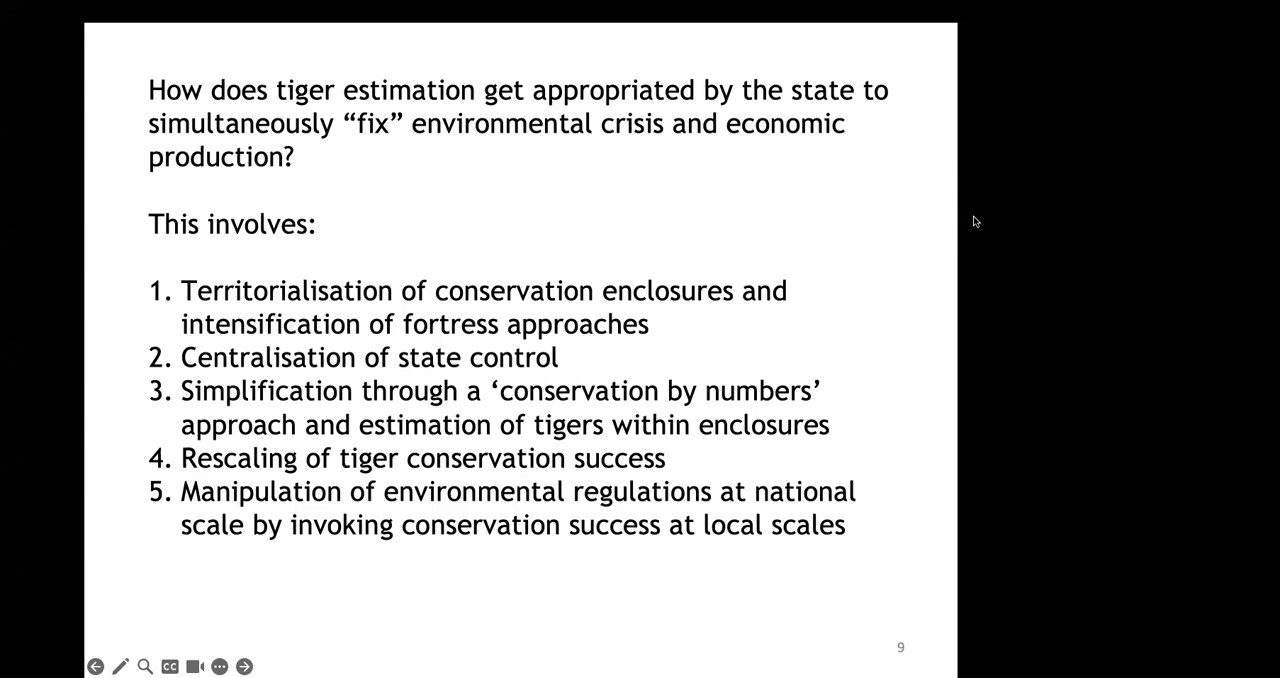 How does tiger estimation get appropriated by the state to
simultaneously “fix” environmental crisis and economic
production?
This involves:
1. Territorialisation of conservation enclosures and
intensification of fortress approaches
2. Centralisation of state control
3. Simplification through a ‘conservation by numbers’
approach and estimation of tigers within enclosures
4. Rescaling of tiger conservation success
5. Manipulation of environmental regulations at national
scale by invoking conservation success at local scales
9
CC